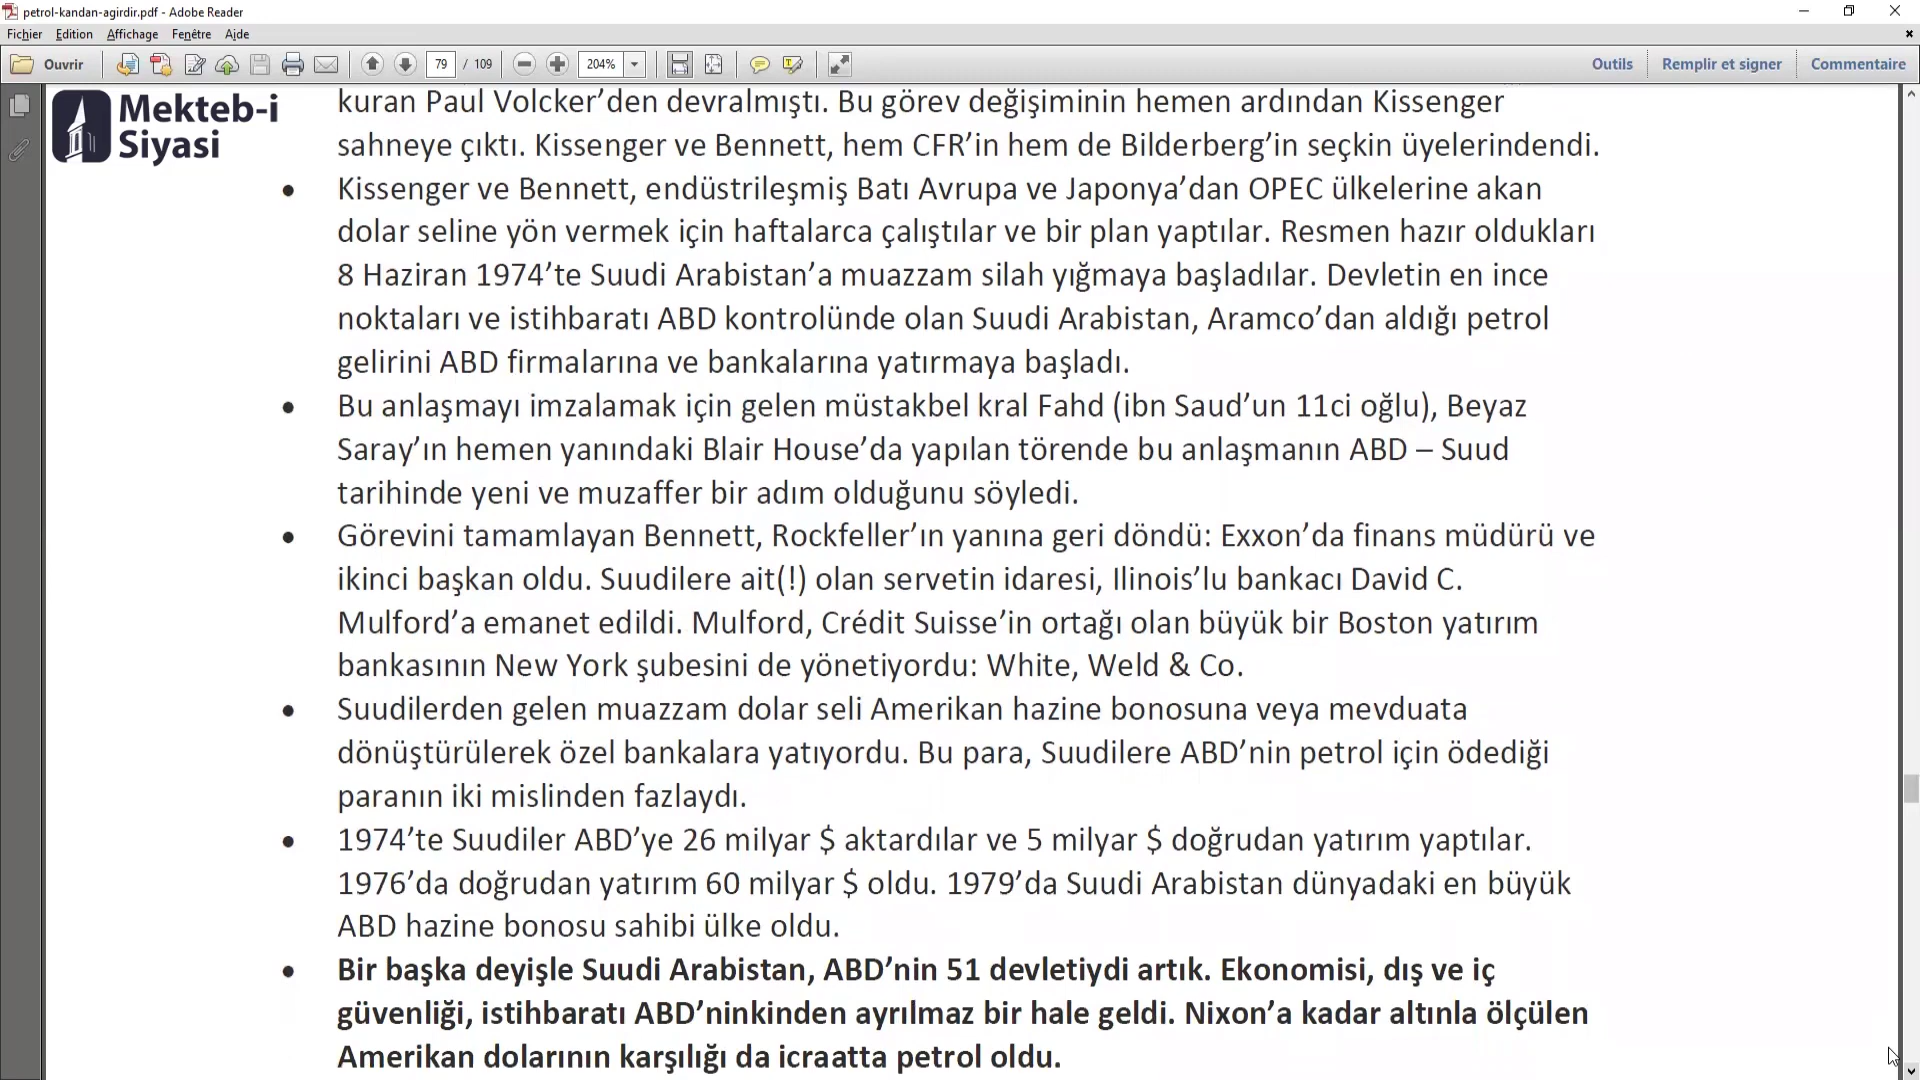 petrol-kandan-agirdir.pdf - Adobe Reader
Fichier Edition Affichage Fenêtre Aide
Ouvrir 79 / 109 204% Outils Remplir et signer Commentaire
Mekteb-i
Siyasi
kuran Paul Volcker’den devralmıştı. Bu görev değişiminin hemen ardından Kissenger
sahneye çıktı. Kissenger ve Bennett, hem CFR’in hem de Bilderberg’in seçkin üyelerindendi.
• Kissenger ve Bennett, endüstrileşmiş Batı Avrupa ve Japonya’dan OPEC ülkelerine akan
dolar seline yön vermek için haftalarca çalıştılar ve bir plan yaptılar. Resmen hazır oldukları
8 Haziran 1974’te Suudi Arabistan’a muazzam silah yığmaya başladılar. Devletin en ince
noktaları ve istihbaratı ABD kontrolünde olan Suudi Arabistan, Aramco’dan aldığı petrol
gelirini ABD firmalarına ve bankalarına yatırmaya başladı.
• Bu anlaşmayı imzalamak için gelen müstakbel kral Fahd (ibn Saud’un 11ci oğlu), Beyaz
Saray’ın hemen yanındaki Blair House’da yapılan törende bu anlaşmanın ABD – Suud
tarihinde yeni ve muzaffer bir adım olduğunu söyledi.
• Görevini tamamlayan Bennett, Rockfeller’ın yanına geri döndü: Exxon’da finans müdürü ve
ikinci başkan oldu. Suudilere ait(!) olan servetin idaresi, Ilinois’lu bankacı David C.
Mulford’a emanet edildi. Mulford, Crédit Suisse’in ortağı olan büyük bir Boston yatırım
bankasının New York şubesini de yönetiyordu: White, Weld & Co.
• Suudilerden gelen muazzam dolar seli Amerikan hazine bonosuna veya mevduata
dönüştürülerek özel bankalara yatıyordu. Bu para, Suudilere ABD’nin petrol için ödediği
paranın iki mislinden fazlaydı.
• 1974’te Suudiler ABD’ye 26 milyar $ aktardılar ve 5 milyar $ doğrudan yatırım yaptılar.
1976’da doğrudan yatırım 60 milyar $ oldu. 1979’da Suudi Arabistan dünyadaki en büyük
ABD hazine bonosu sahibi ülke oldu.
• Bir başka deyişle Suudi Arabistan, ABD’nin 51 devletiydi artık. Ekonomisi, dış ve iç
güvenliği, istihbaratı ABD’ninkinden ayrılmaz bir hale geldi. Nixon’a kadar altınla ölçülen
Amerikan dolarının karşılığı da icraatta petrol oldu.